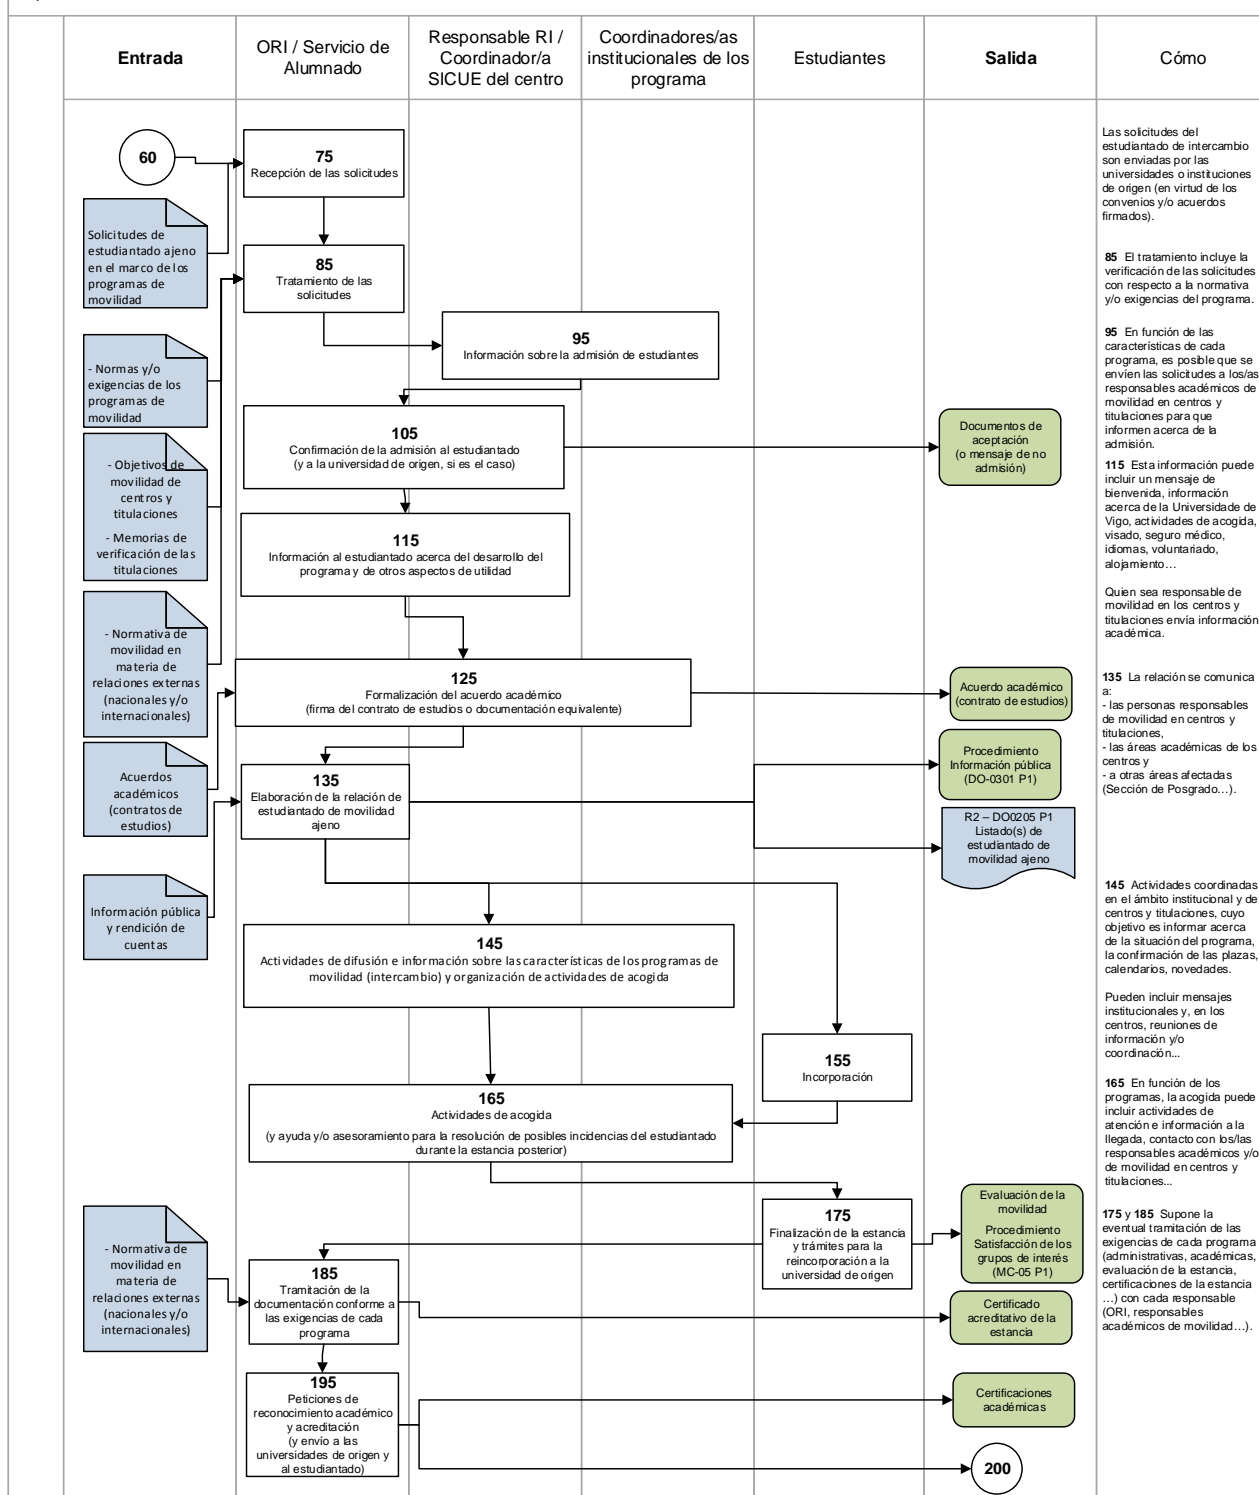 Entrada
ORI / Servicio de
Alumnado
Responsable RI /
Coordinador/a
SICUE del centro
Coordinadores/as
institucionales de los
programa
Estudiantes
Salida
Cómo
60
75
Recepción de las solicitudes
Solicitudes de
estudiantado ajeno
en el marco de los
programas de
movilidad
85
Tratamiento de las
solicitudes
95
Información sobre la admisión de estudiantes
- Normas y/o
exigencias de los
programas de
movilidad
105
Confirmación de la admisión al estudiantado
(y a la universidad de origen, si es el caso)
Documentos de
aceptación
(o mensaje de no
admisión)
- Objetivos de
movilidad de
centros y
titulaciones
- Memorias de
verificación de las
titulaciones
115
Información al estudiantado acerca del desarrollo del
programa y de otros aspectos de utilidad
- Normativa de
movilidad en
materia de
relaciones externas
(nacionales y/o
internacionales)
125
Formalización del acuerdo académico
(firma del contrato de estudios o documentación equivalente)
Acuerdo académico
(contrato de estudios)
Acuerdos
académicos
(contratos de
estudios)
135
Elaboración de la relación de
estudiantado de movilidad
ajeno
Procedimiento
Información pública
(DO-0301 P1)
R2 – DO0205 P1
Listado(s) de
estudiantado de
movilidad ajeno
Información pública
y rendición de
cuentas
145
Actividades de difusión e información sobre las características de los programas de
movilidad (intercambio) y organización de actividades de acogida
155
Incorporación
165
Actividades de acogida
(y ayuda y/o asesoramiento para la resolución de posibles incidencias del estudiantado
durante la estancia posterior)
175
Finalización de la estancia
y trámites para la
reincorporación a la
universidad de origen
Evaluación de la
movilidad
Procedimiento
Satisfacción de los
grupos de interés
(MC-05 P1)
- Normativa de
movilidad en
materia de
relaciones externas
(nacionales y/o
internacionales)
185
Tramitación de la
documentación conforme a
las exigencias de cada
programa
Certificado
acreditativo de la
estancia
195
Peticiones de
reconocimiento académico
y acreditación
(y envío a las
universidades de origen y
al estudiantado)
Certificaciones
académicas
200
Las solicitudes del
estudiantado de intercambio
son enviadas por las
universidades o instituciones
de origen (en virtud de los
convenios y/o acuerdos
firmados).
85 El tratamiento incluye la
verificación de las solicitudes
con respecto a la normativa
y/o exigencias del programa.
95 En función de las
características de cada
programa, es posible que se
envíen las solicitudes a los/as
responsables académicos de
movilidad en centros y
titulaciones para que
informen acerca de la
admisión.
115 Esta información puede
incluir un mensaje de
bienvenida, información
acerca de la Universidade de
Vigo, actividades de acogida,
visado, seguro médico,
idiomas, voluntariado,
alojamiento…
Quien sea responsable de
movilidad en los centros y
titulaciones envía información
académica.
135 La relación se comunica
a:
- las personas responsables
de movilidad en centros y
titulaciones,
- las áreas académicas de los
centros y
- a otras áreas afectadas
(Sección de Posgrado…).
145 Actividades coordinadas
en el ámbito institucional y de
centros y titulaciones, cuyo
objetivo es informar acerca
de la situación del programa,
la confirmación de las plazas,
calendarios, novedades.
Pueden incluir mensajes
institucionales y, en los
centros, reuniones de
información y/o
coordinación...
165 En función de los
programas, la acogida puede
incluir actividades de
atención e información a la
llegada, contacto con los/las
responsables académicos y/o
de movilidad en centros y
titulaciones...
175 y 185 Supone la
eventual tramitación de las
exigencias de cada programa
(administrativas, académicas,
evaluación de la estancia,
certificaciones de la estancia
…) con cada responsable
(ORI, responsables
académicos de movilidad…).